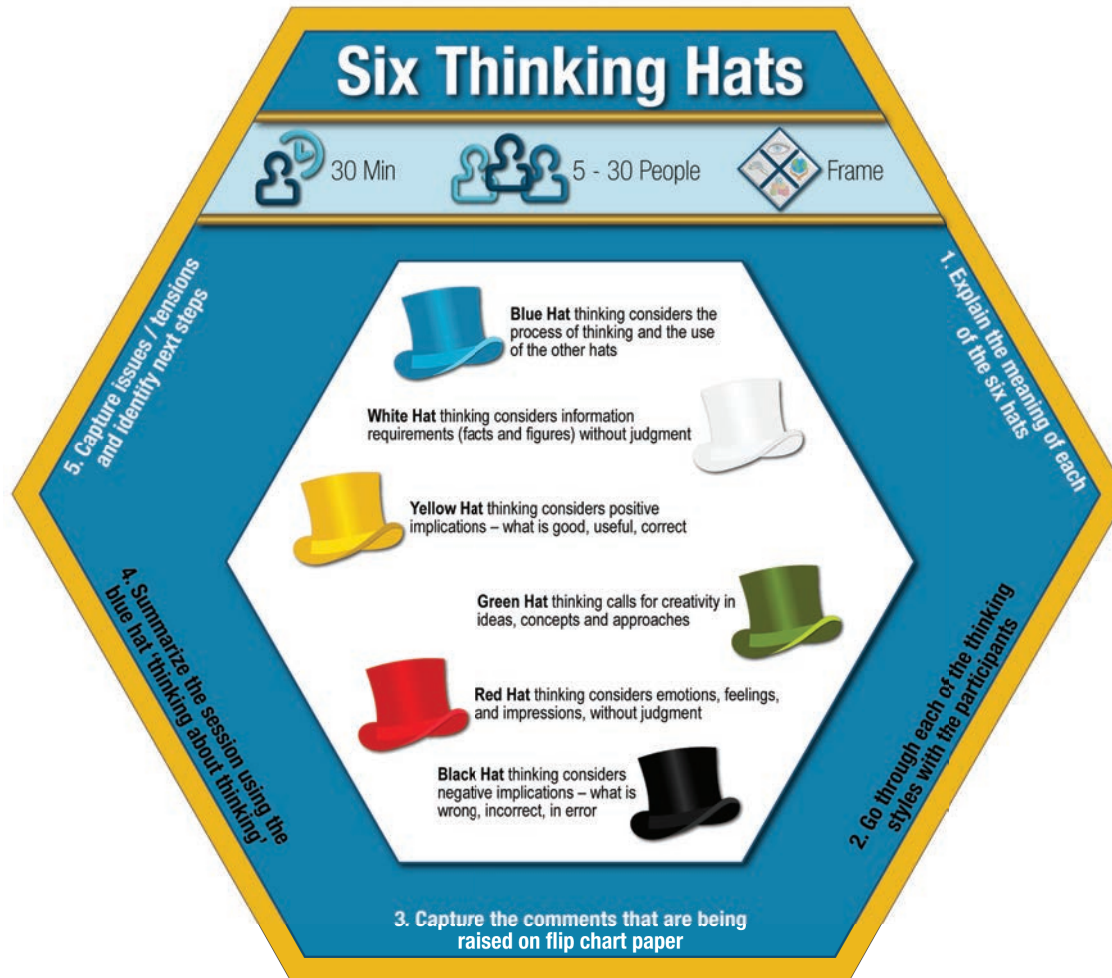 Six Thinking Hats
30 Min
5 - 30 People
Frame
1. Explain the meaning of each
of the six hats
2. Go through each of the thinking
styles with the participants
3. Capture the comments that are being
raised on flip chart paper
4. Summarize the session using the
blue hat ‘thinking about thinking’
5. Capture issues / tensions
and identify next steps
Blue Hat thinking considers the
process of thinking and the use
of the other hats
White Hat thinking considers information
requirements (facts and figures) without judgment
Yellow Hat thinking considers positive
implications – what is good, useful, correct
Green Hat thinking calls for creativity in
ideas, concepts and approaches
Red Hat thinking considers emotions, feelings,
and impressions, without judgment
Black Hat thinking considers
negative implications – what is
wrong, incorrect, in error